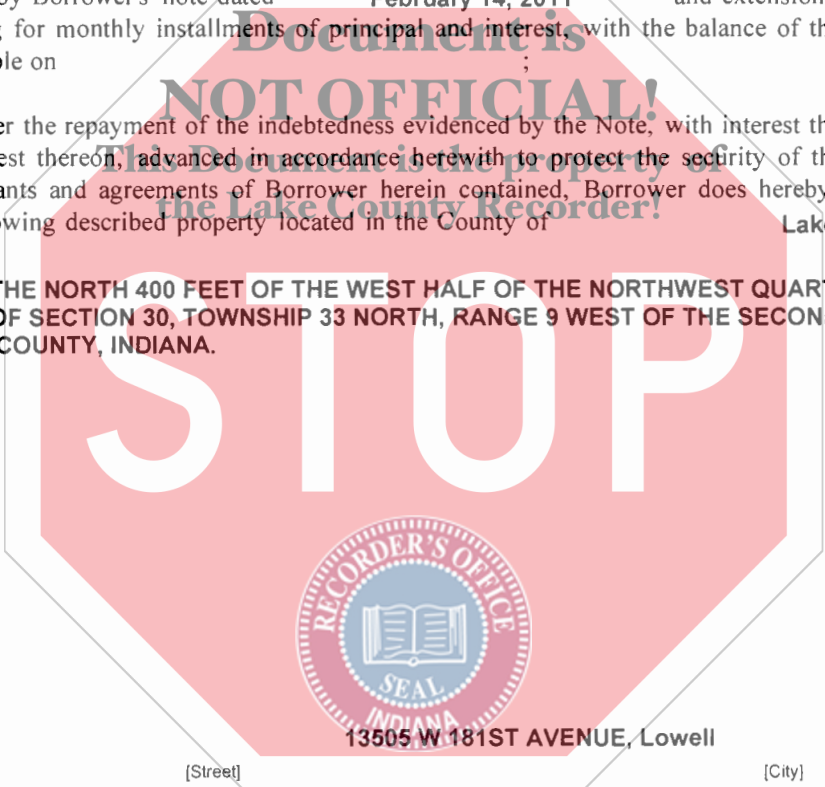 by Borrower's note dated February 14, 2011 and extension
for monthly installments of principal and interest, with the balance of th
Document is
le on ;
NOT OFFICIAL!
er the repayment of the indebtedness evidenced by the Note, with interest th
est thereon, advanced in accordance herewith to protect the security of th
This Document is the property of
ants and agreements of Borrower herein contained, Borrower does hereby
the Lake County Recorder!
owing described property located in the County of Lake
THE NORTH 400 FEET OF THE WEST HALF OF THE NORTHWEST QUART
OF SECTION 30, TOWNSHIP 33 NORTH, RANGE 9 WEST OF THE SECON
COUNTY, INDIANA.
STOP
RECORDER'S OFFICE
SEAL
INDIANA
13505 W 181ST AVENUE, Lowell
[Street] [City]